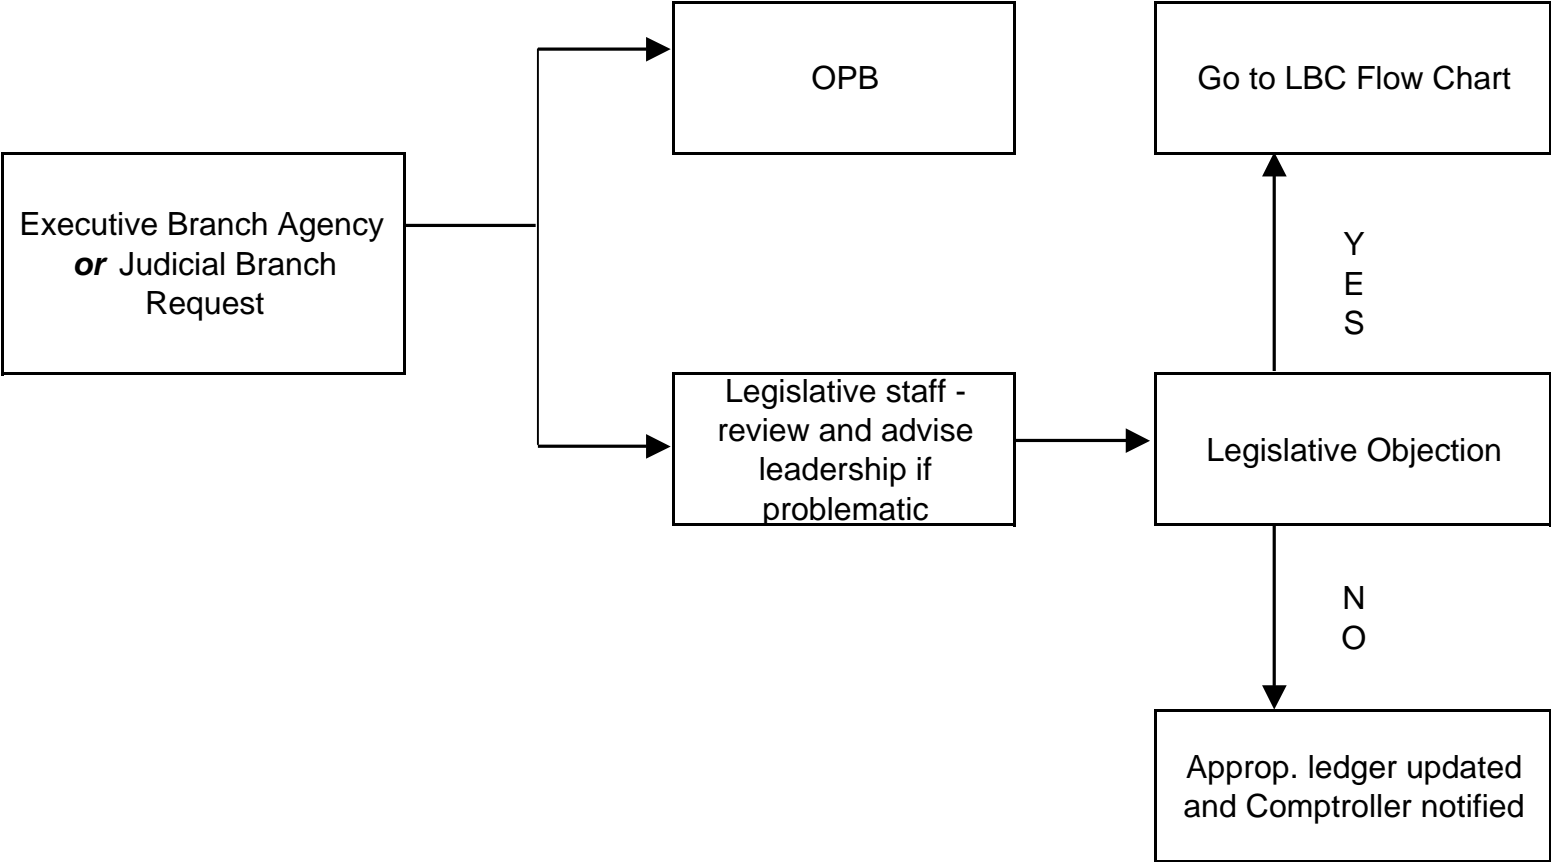 OPB
Go to LBC Flow Chart
Executive Branch Agency
or Judicial Branch
Request
Y
E
S
Legislative staff -
review and advise
leadership if
problematic
Legislative Objection
N
O
Approp. ledger updated
and Comptroller notified